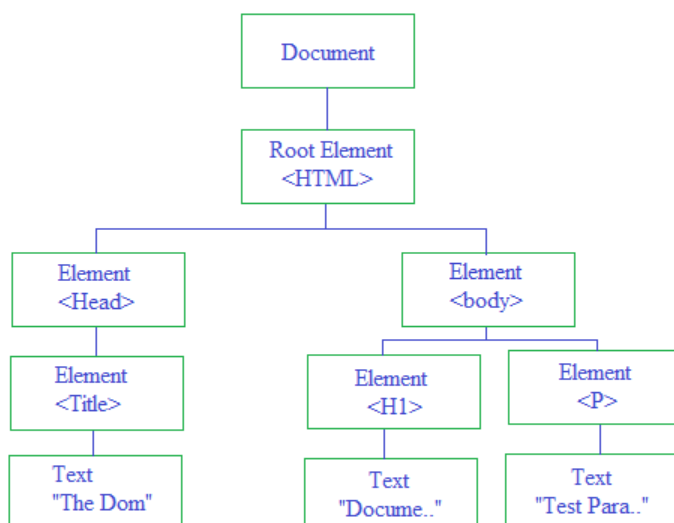 Document
Root Element
<HTML>
Element
<Head>
Element
<body>
Element
<Title>
Element
<H1>
Element
<P>
Text
"The Dom"
Text
"Docume.."
Text
"Test Para.."